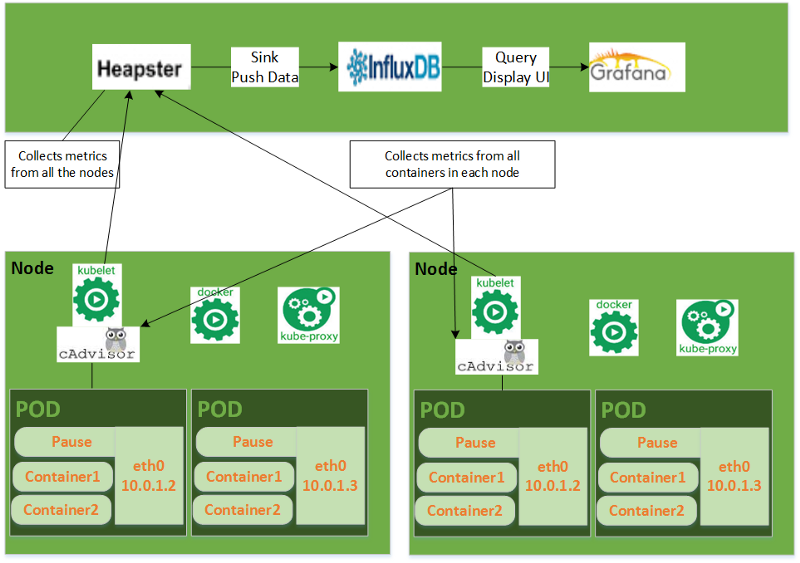 Heapster
Sink
Push Data
InfluxDB
Query
Display UI
Grafana
Collects metrics
from all the nodes
Collects metrics from all
containers in each node
Node
kubelet
cAdvisor
docker
kube-proxy
POD
Pause
Container1
Container2
eth0
10.0.1.2
POD
Pause
Container1
Container2
eth0
10.0.1.3
Node
kubelet
cAdvisor
docker
kube-proxy
POD
Pause
Container1
Container2
eth0
10.0.1.2
POD
Pause
Container1
Container2
eth0
10.0.1.3